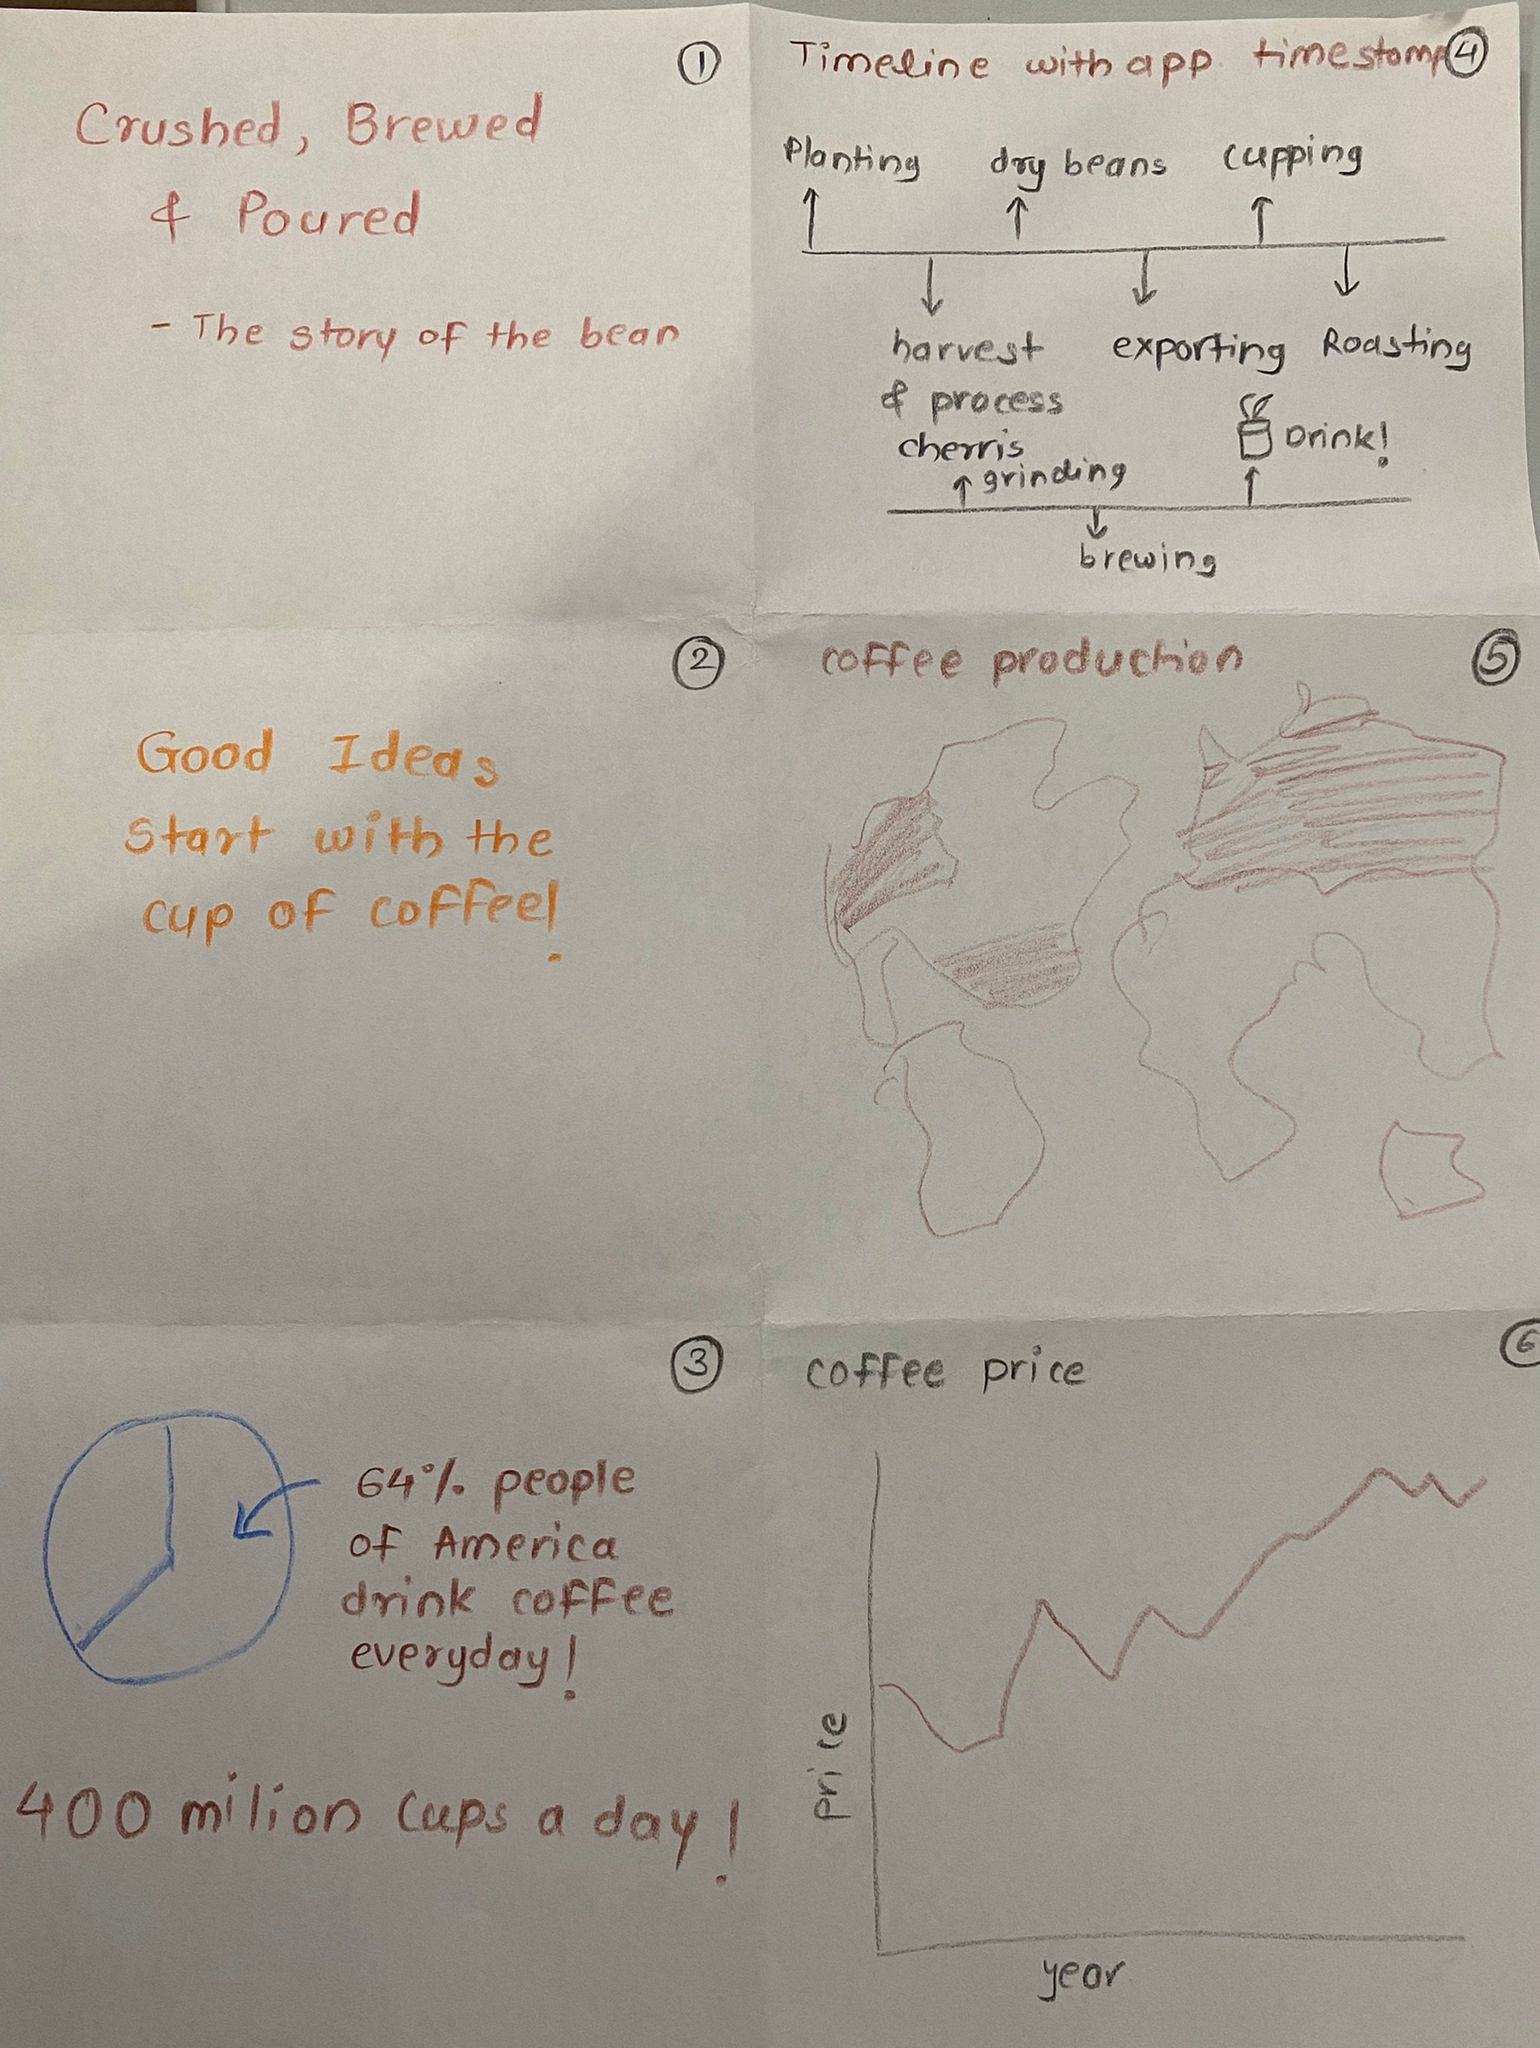 1
Crushed, Brewed
& Poured
- The story of the bean
2
Good Ideas
start with the
cup of coffee!
3
64% people
of America
drink coffee
everyday!
400 milion cups a day!
Timeline with app. timestamp 4
Planting dry beans cupping
harvest exporting Roasting
& process
cherris
Drink!
grinding
brewing
coffee production 5
coffee price 6
price
year